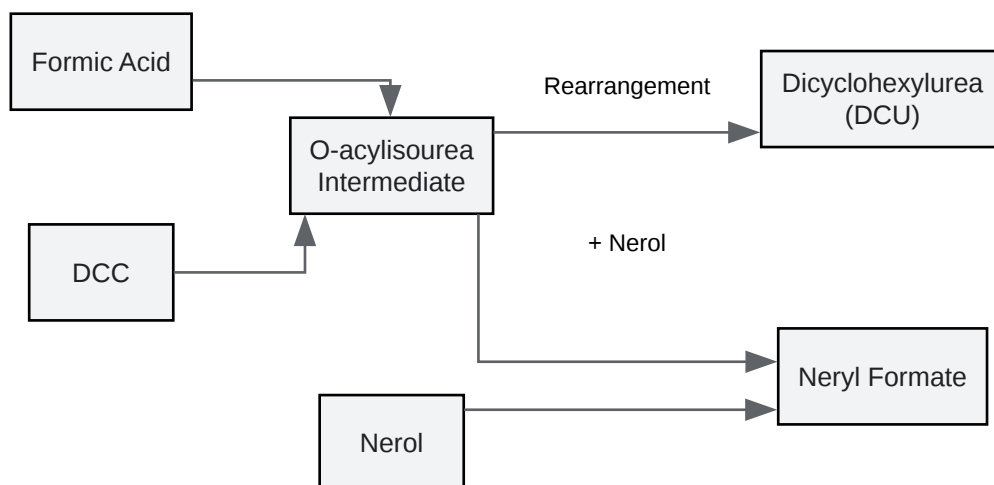 Formic Acid
Rearrangement
Dicyclohexylurea
(DCU)
O-acylisourea
Intermediate
+ Nerol
DCC
Neryl Formate
Nerol